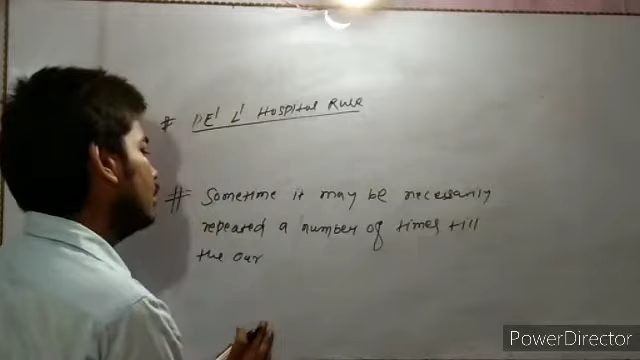 # DE' L' Hospital Rule
# Sometime it may be necessarily
repeated a number of times till
the our
PowerDirector